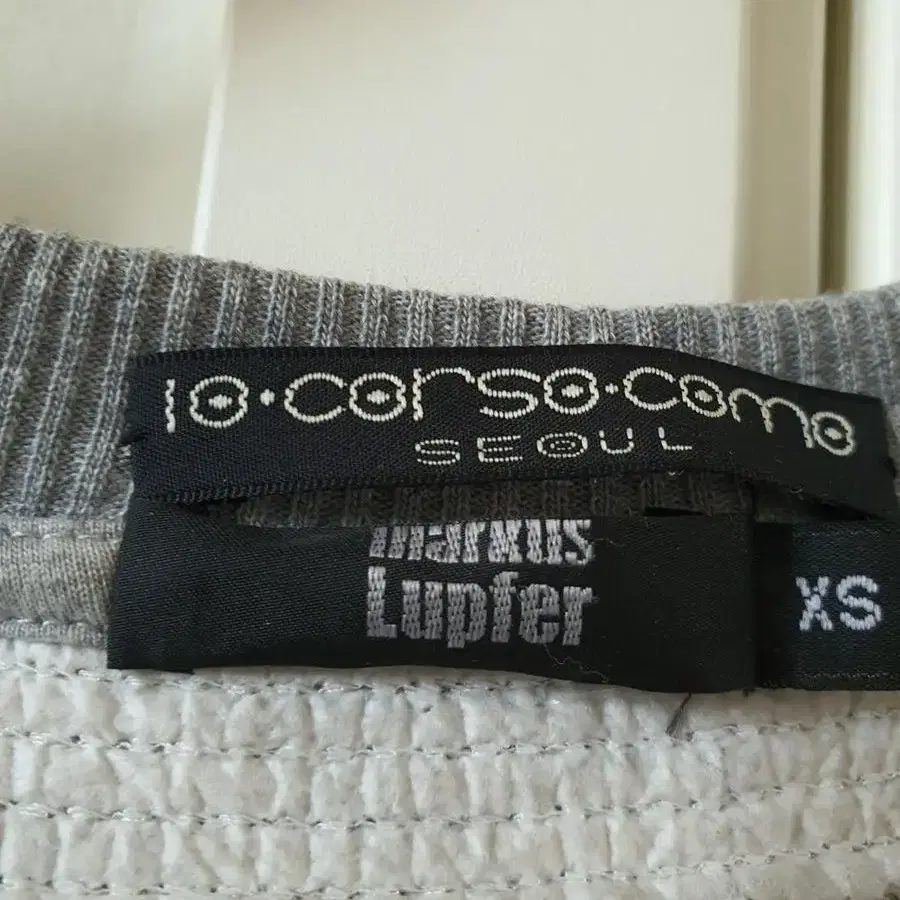 10·corso·como
SEOUL
markus
Lupfer
XS